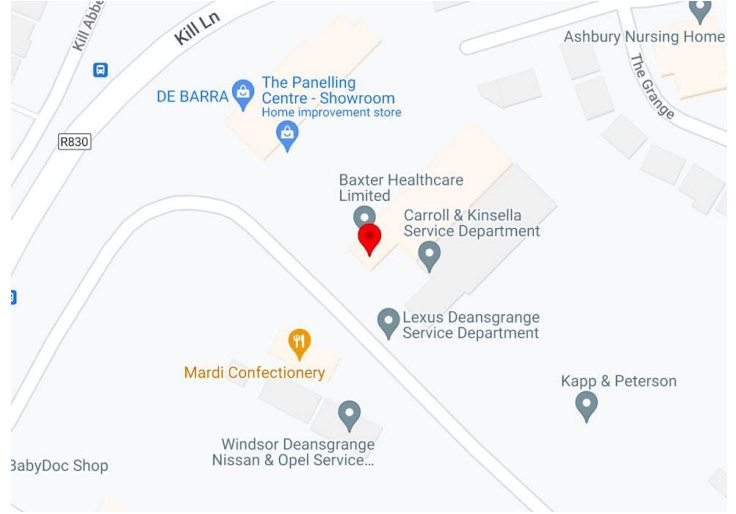 Kill Abbe
Kill Ln
Ashbury Nursing Home
The Grange
DE BARRA
The Panelling
Centre - Showroom
Home improvement store
R830
Baxter Healthcare
Limited
Carroll & Kinsella
Service Department
Lexus Deansgrange
Service Department
Mardi Confectionery
Kapp & Peterson
Windsor Deansgrange
Nissan & Opel Service...
BabyDoc Shop